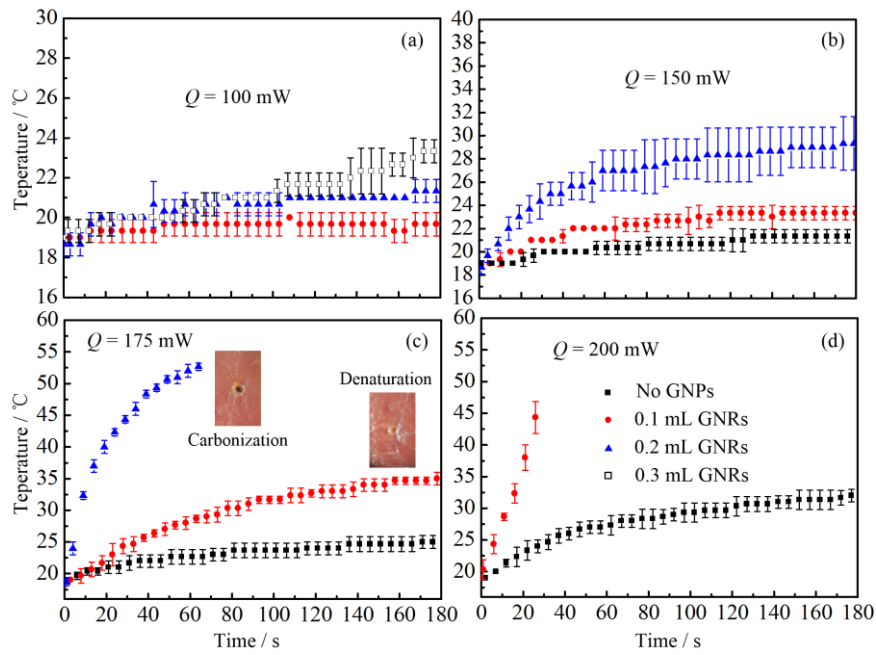 (a)
Q = 100 mW
Teperature / ℃
30
28
26
24
22
20
18
16
(b)
Q = 150 mW
40
38
36
34
32
30
28
26
24
22
20
18
16
(c)
Q = 175 mW
Carbonization
Denaturation
Teperature / ℃
60
55
50
45
40
35
30
25
20
0 20 40 60 80 100 120 140 160 180
Time / s
(d)
Q = 200 mW
No GNPs
0.1 mL GNRs
0.2 mL GNRs
0.3 mL GNRs
60
55
50
45
40
35
30
25
20
0 20 40 60 80 100 120 140 160 180
Time / s